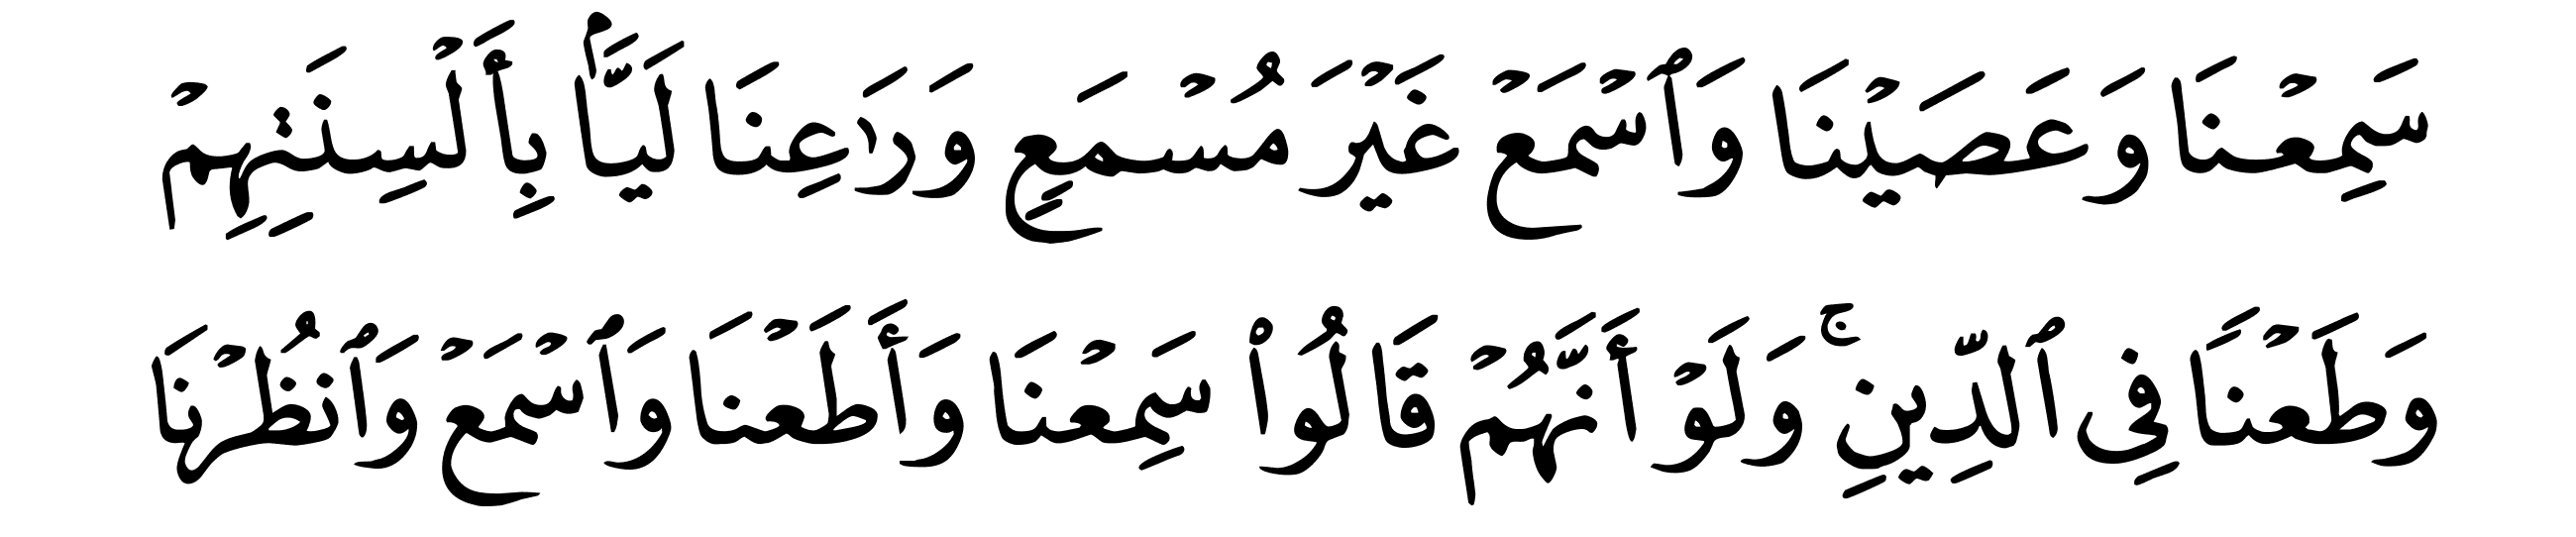 سَمِعْنَا وَعَصَيْنَا وَٱسْمَعْ غَيْرَ مُسْمَعٍ وَرَٰعِنَا لَيًّۢا بِأَلْسِنَتِهِمْ
وَطَعْنًا فِى ٱلدِّينِ ۚ وَلَوْ أَنَّهُمْ قَالُوا۟ سَمِعْنَا وَأَطَعْنَا وَٱسْمَعْ وَٱنظُرْنَا